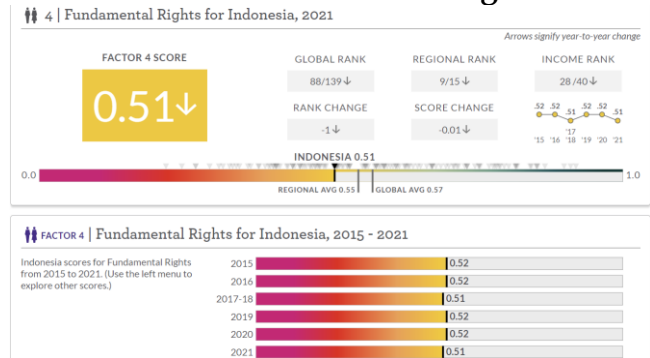 4 | Fundamental Rights for Indonesia, 2021
Arrows signify year-to-year change
FACTOR 4 SCORE
0.51↓
GLOBAL RANK REGIONAL RANK INCOME RANK
88/139↓ 9/15↓ 28/40↓
RANK CHANGE SCORE CHANGE
-1↓ -0.01↓
.52 .52 .51 .52 .52 .51
'15 '16 '17 '18 '19 '20 '21
INDONESIA 0.51
0.0 1.0
REGIONAL AVG 0.55 GLOBAL AVG 0.57
FACTOR 4 | Fundamental Rights for Indonesia, 2015 - 2021
Indonesia scores for Fundamental Rights
from 2015 to 2021. (Use the left menu to
explore other scores.)
2015 0.52
2016 0.52
2017-18 0.51
2019 0.52
2020 0.52
2021 0.51